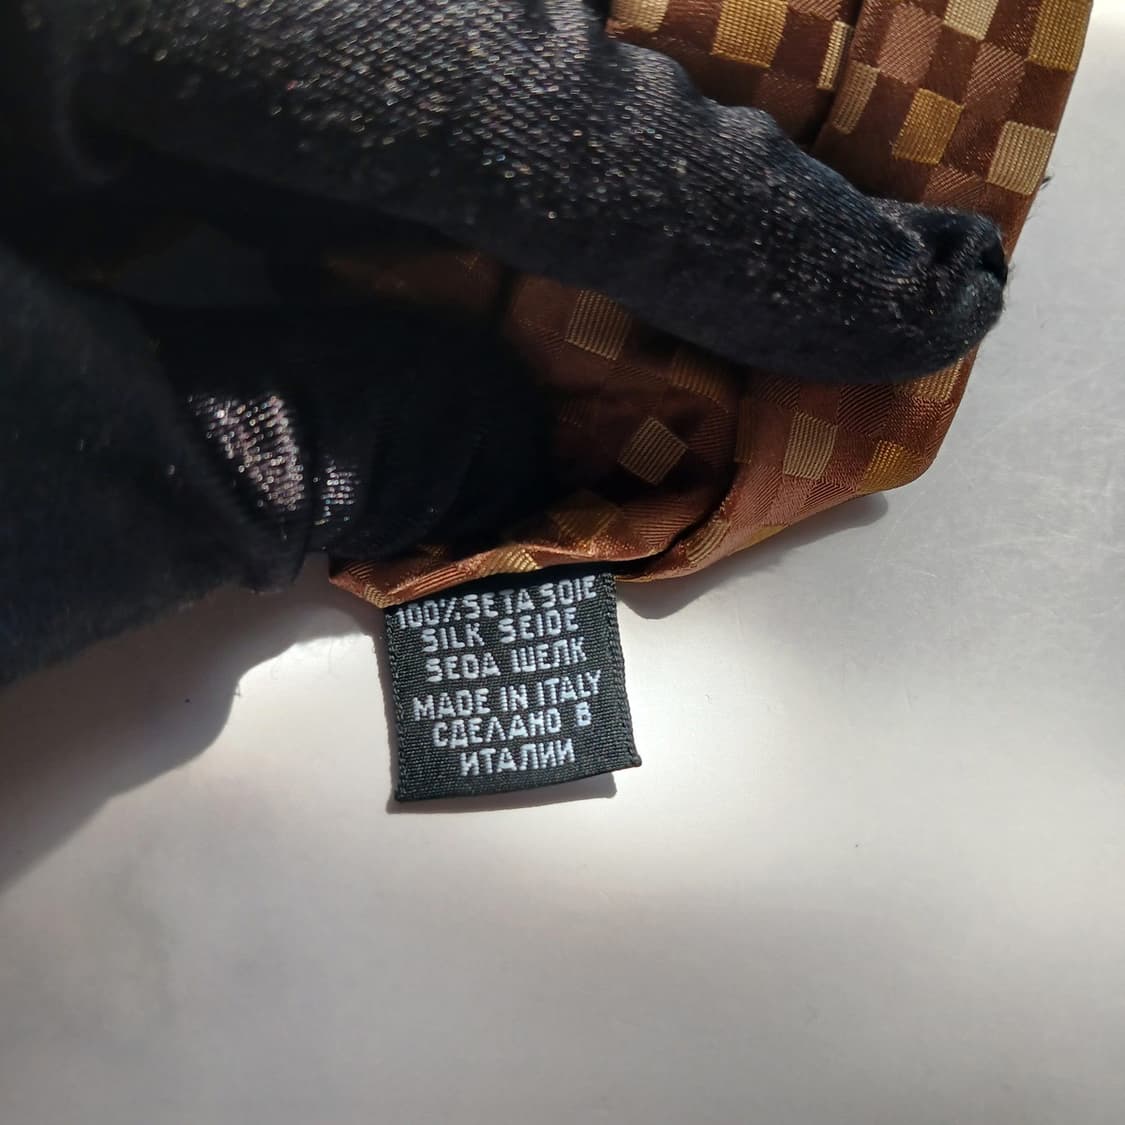 100% SETA SOIE
SILK SEIDE
SEDA ШЕЛК
MADE IN ITALY
СДЕЛАНО В
ИТАЛИИ